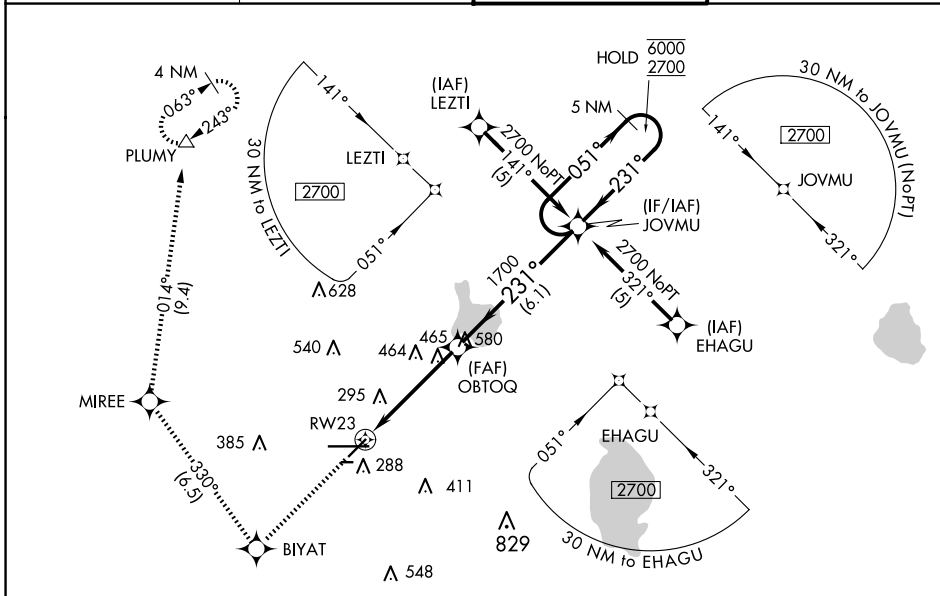 4 NM
063°
243°
PLUMY
141°
30 NM to LEZTI
2700
LEZTI
051°
(IAF)
LEZTI
2700 NoPT
141°
(5)
HOLD
6000
2700
5 NM
051°
231°
(IF/IAF)
JOVMU
141°
30 NM to JOVMU (NoPT)
2700
JOVMU
321°
2700 NoPT
321°
(5)
(IAF)
EHAGU
1700
231°
(6.1)
014°
(9.4)
628
540
464
465
580
(FAF)
OBTOQ
295
MIREE
RW23
385
288
330°
(6.5)
411
BIYAT
829
548
EHAGU
051°
321°
2700
30 NM to EHAGU